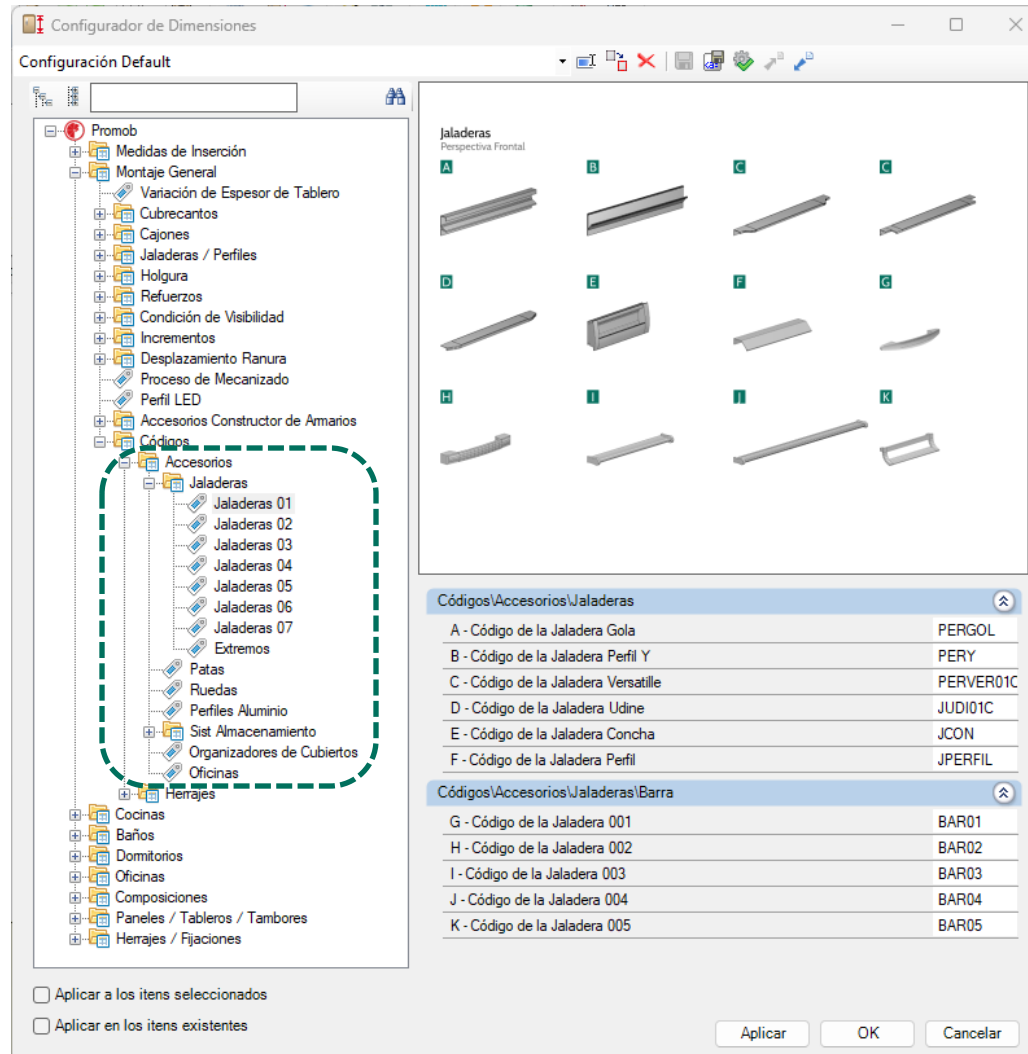 Configurador de Dimensiones
Configuración Default
Promob
Medidas de Inserción
Montaje General
Variación de Espesor de Tablero
Cubrecantos
Cajones
Jaladeras / Perfiles
Holgura
Refuerzos
Condición de Visibilidad
Incrementos
Desplazamiento Ranura
Proceso de Mecanizado
Perfil LED
Accesorios Constructor de Armarios
Códigos
Accesorios
Jaladeras
Jaladeras 01
Jaladeras 02
Jaladeras 03
Jaladeras 04
Jaladeras 05
Jaladeras 06
Jaladeras 07
Extremos
Patas
Ruedas
Perfiles Aluminio
Sist Almacenamiento
Organizadores de Cubiertos
Oficinas
Herrajes
Cocinas
Baños
Dormitorios
Oficinas
Composiciones
Paneles / Tableros / Tambores
Herrajes / Fijaciones
Jaladeras
Perspectiva Frontal
A B C C
D E F G
H I J K
Códigos\Accesorios\Jaladeras
A - Código de la Jaladera Gola PERGOL
B - Código de la Jaladera Perfil Y PERY
C - Código de la Jaladera Versatille PERVER01C
D - Código de la Jaladera Udine JUDI01C
E - Código de la Jaladera Concha JCON
F - Código de la Jaladera Perfil JPERFIL
Códigos\Accesorios\Jaladeras\Barra
G - Código de la Jaladera 001 BAR01
H - Código de la Jaladera 002 BAR02
I - Código de la Jaladera 003 BAR03
J - Código de la Jaladera 004 BAR04
K - Código de la Jaladera 005 BAR05
Aplicar a los itens seleccionados
Aplicar en los itens existentes
Aplicar OK Cancelar